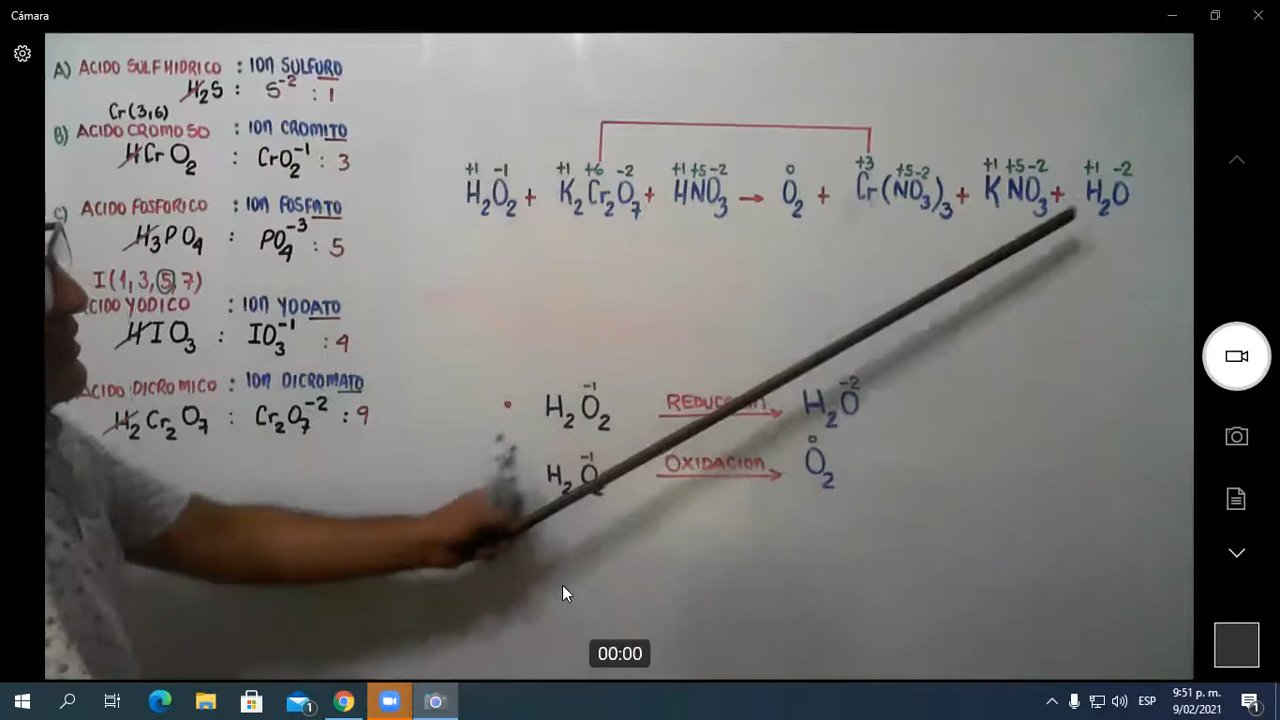 Cámara
A) ACIDO SULFHIDRICO : ION SULFURO
H₂S : S⁻² : 1
Cr(3,6)
B) ACIDO CROMOSO : ION CROMITO
HCrO₂ : CrO₂⁻¹ : 3
C) ACIDO FOSFORICO : ION FOSFATO
H₃PO₄ : PO₄⁻³ : 5
I(1,3,5,7)
ACIDO YODICO : ION YODATO
HIO₃ : IO₃⁻¹ : 4
ACIDO DICROMICO : ION DICROMATO
H₂Cr₂O₇ : Cr₂O₇⁻² : 9
+1 -1 +1 +6 -2 +1 +5 -2 0 +3 +5 -2 +1 +5 -2 +1 -2
H₂O₂ + K₂Cr₂O₇ + HNO₃ → O₂ + Cr(NO₃)₃ + KNO₃ + H₂O
-1 -2
• H₂O₂ → H₂O
-1 OXIDACION 0
H₂O₂ → O₂
00:00
ESP
9:51 p. m.
9/02/2021